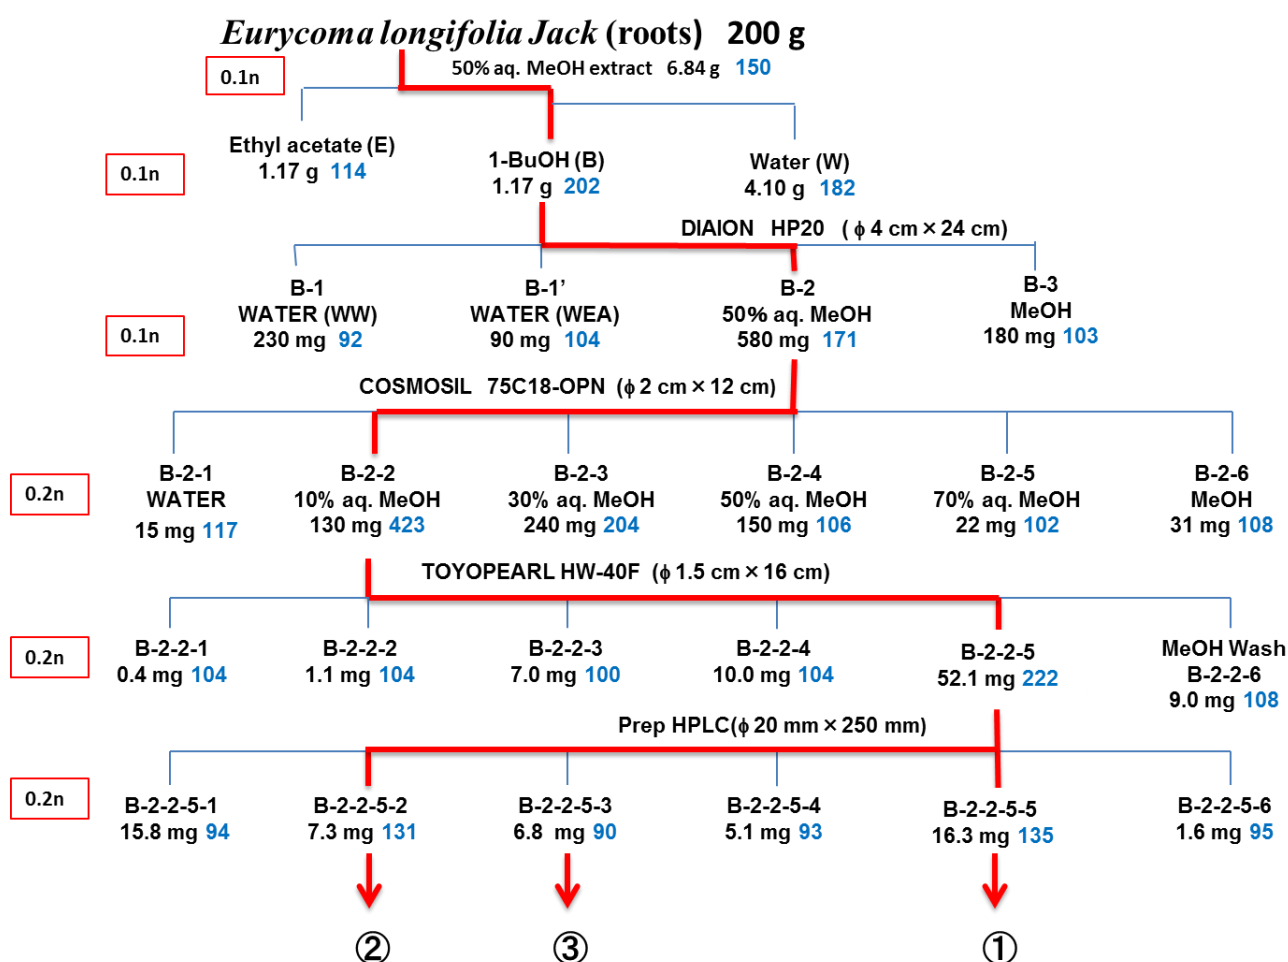 Eurycoma longifolia Jack (roots) 200 g
0.1n
50% aq. MeOH extract 6.84 g 150
0.1n
Ethyl acetate (E)
1.17 g 114
1-BuOH (B)
1.17 g 202
Water (W)
4.10 g 182
DIAION HP20 ( ϕ 4 cm × 24 cm)
0.1n
B-1
WATER (WW)
230 mg 92
B-1’
WATER (WEA)
90 mg 104
B-2
50% aq. MeOH
580 mg 171
B-3
MeOH
180 mg 103
COSMOSIL 75C18-OPN (ϕ 2 cm × 12 cm)
0.2n
B-2-1
WATER
15 mg 117
B-2-2
10% aq. MeOH
130 mg 423
B-2-3
30% aq. MeOH
240 mg 204
B-2-4
50% aq. MeOH
150 mg 106
B-2-5
70% aq. MeOH
22 mg 102
B-2-6
MeOH
31 mg 108
TOYOPEARL HW-40F (ϕ 1.5 cm × 16 cm)
0.2n
B-2-2-1
0.4 mg 104
B-2-2-2
1.1 mg 104
B-2-2-3
7.0 mg 100
B-2-2-4
10.0 mg 104
B-2-2-5
52.1 mg 222
MeOH Wash
B-2-2-6
9.0 mg 108
Prep HPLC(ϕ 20 mm × 250 mm)
0.2n
B-2-2-5-1
15.8 mg 94
B-2-2-5-2
7.3 mg 131
B-2-2-5-3
6.8 mg 90
B-2-2-5-4
5.1 mg 93
B-2-2-5-5
16.3 mg 135
B-2-2-5-6
1.6 mg 95
② ③ ①